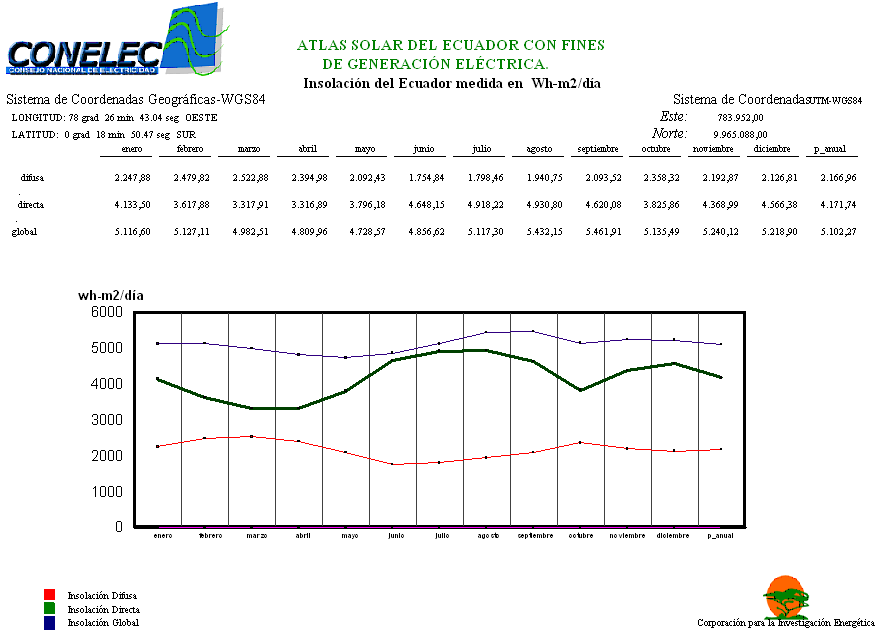 CONELEC
CONSEJO NACIONAL DE ELECTRICIDAD
ATLAS SOLAR DEL ECUADOR CON FINES
DE GENERACIÓN ELÉCTRICA.
Insolación del Ecuador medida en Wh-m2/día
Sistema de Coordenadas Geográficas-WGS84
LONGITUD: 78 grad 26 min 43.04 seg OESTE
LATITUD: 0 grad 18 min 50.47 seg SUR
Sistema de CoordenadasUTM-WGS84
Este: 783.952,00
Norte: 9.965.088,00
enero febrero marzo abril mayo junio julio agosto septiembre octubre noviembre diciembre p_anual
difusa 2.247,88 2.479,82 2.522,88 2.394,98 2.092,43 1.754,84 1.798,46 1.940,75 2.093,52 2.358,32 2.192,87 2.126,81 2.166,96
directa 4.133,50 3.617,88 3.317,91 3.316,89 3.796,18 4.648,15 4.918,22 4.930,80 4.620,08 3.825,86 4.368,99 4.566,38 4.171,74
global 5.116,60 5.127,11 4.982,51 4.809,96 4.728,57 4.856,62 5.117,30 5.432,15 5.461,91 5.135,49 5.240,12 5.218,90 5.102,27
wh-m2/día
6000
5000
4000
3000
2000
1000
0
enero febrero marzo abril mayo junio julio agosto septiembre octubre noviembre diciembre p_anual
Insolación Difusa
Insolación Directa
Insolación Global
Corporación para la Investigación Energética